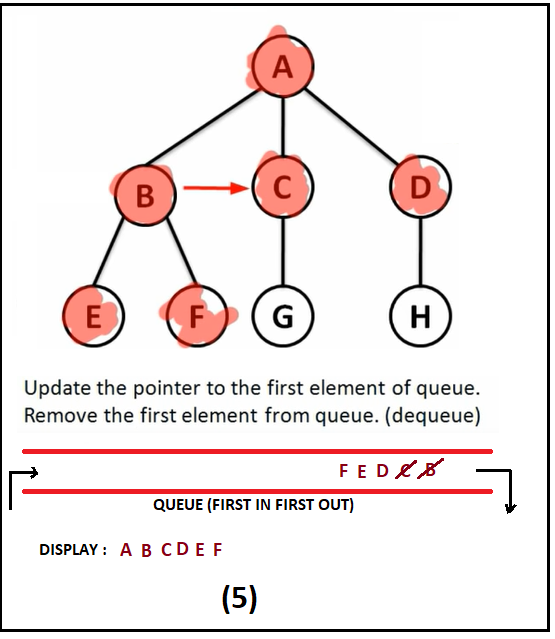 A
B C D
E F G H
Update the pointer to the first element of queue.
Remove the first element from queue. (dequeue)
F E D C B
QUEUE (FIRST IN FIRST OUT)
DISPLAY : A B C D E F
(5)